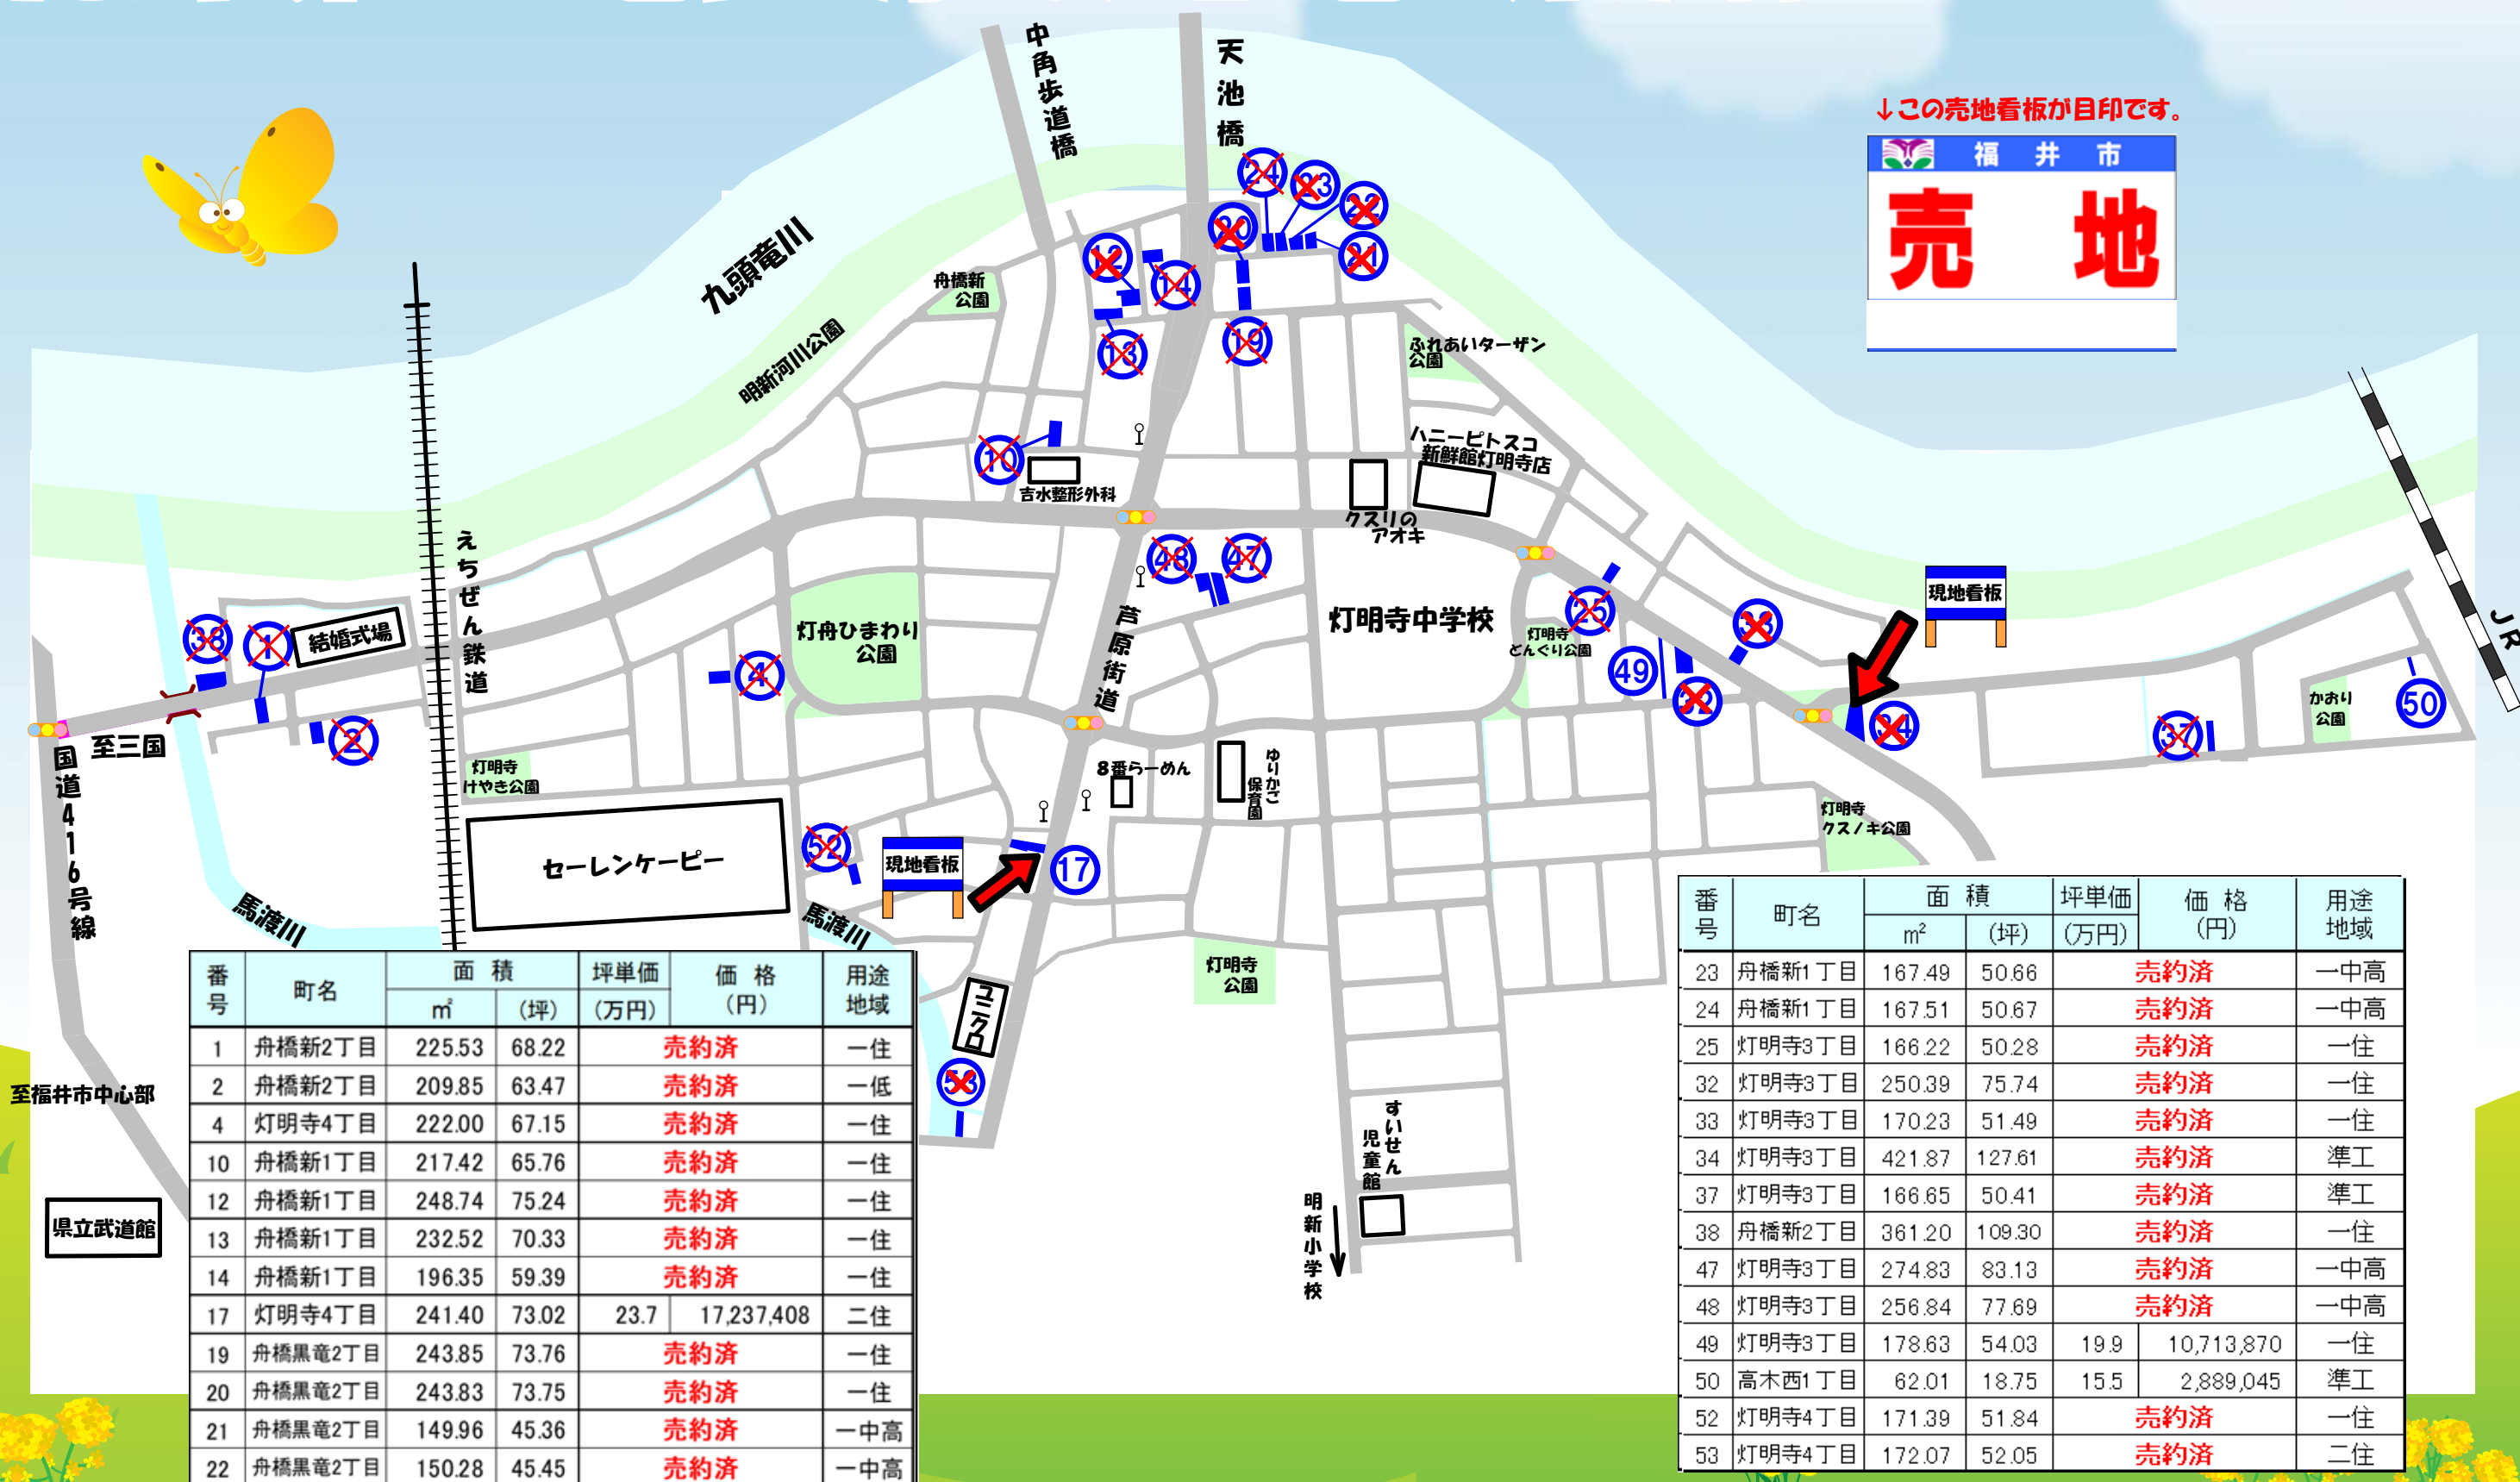 中角歩道橋
天池橋
↓この売地看板が目印です。
福井市
売地
九頭竜川
明新河川公園
舟橋新
公園
24
23
22
21
20
12
14
13
19
10
ふれあいターザン
公園
ハニーピトスコ
新鮮館灯明寺店
吉水整形外科
クスリの
アオキ
えちぜん鉄道
48
47
芦原街道
灯明寺中学校
25
灯明寺
どんぐり公園
49
33
32
現地看板
34
JR
かおり
公園
50
37
38
1
結婚式場
2
4
灯舟ひまわり
公園
至三国
国道416号線
灯明寺
けやき公園
8番らーめん
ゆりかご
保育園
灯明寺
クスノキ公園
セーレンケーピー
52
現地看板
17
馬渡川
馬渡川
ユニクロ
53
灯明寺
公園
至福井市中心部
県立武道館
すいせん
児童館
明新小学校
番号 町名 面積 坪単価 価格 用途
㎡ (坪) (万円) (円) 地域
1 舟橋新2丁目 225.53 68.22 売約済 一住
2 舟橋新2丁目 209.85 63.47 売約済 一低
4 灯明寺4丁目 222.00 67.15 売約済 一住
10 舟橋新1丁目 217.42 65.76 売約済 一住
12 舟橋新1丁目 248.74 75.24 売約済 一住
13 舟橋新1丁目 232.52 70.33 売約済 一住
14 舟橋新1丁目 196.35 59.39 売約済 一住
17 灯明寺4丁目 241.40 73.02 23.7 17,237,408 二住
19 舟橋黒竜2丁目 243.85 73.76 売約済 一住
20 舟橋黒竜2丁目 243.83 73.75 売約済 一住
21 舟橋黒竜2丁目 149.96 45.36 売約済 一中高
22 舟橋黒竜2丁目 150.28 45.45 売約済 一中高
番号 町名 面積 坪単価 価格 用途
m² (坪) (万円) (円) 地域
23 舟橋新1丁目 167.49 50.66 売約済 一中高
24 舟橋新1丁目 167.51 50.67 売約済 一中高
25 灯明寺3丁目 166.22 50.28 売約済 一住
32 灯明寺3丁目 250.39 75.74 売約済 一住
33 灯明寺3丁目 170.23 51.49 売約済 一住
34 灯明寺3丁目 421.87 127.61 売約済 準工
37 灯明寺3丁目 166.65 50.41 売約済 準工
38 舟橋新2丁目 361.20 109.30 売約済 一住
47 灯明寺3丁目 274.83 83.13 売約済 一中高
48 灯明寺3丁目 256.84 77.69 売約済 一中高
49 灯明寺3丁目 178.63 54.03 19.9 10,713,870 一住
50 高木西1丁目 62.01 18.75 15.5 2,889,045 準工
52 灯明寺4丁目 171.39 51.84 売約済 一住
53 灯明寺4丁目 172.07 52.05 売約済 二住